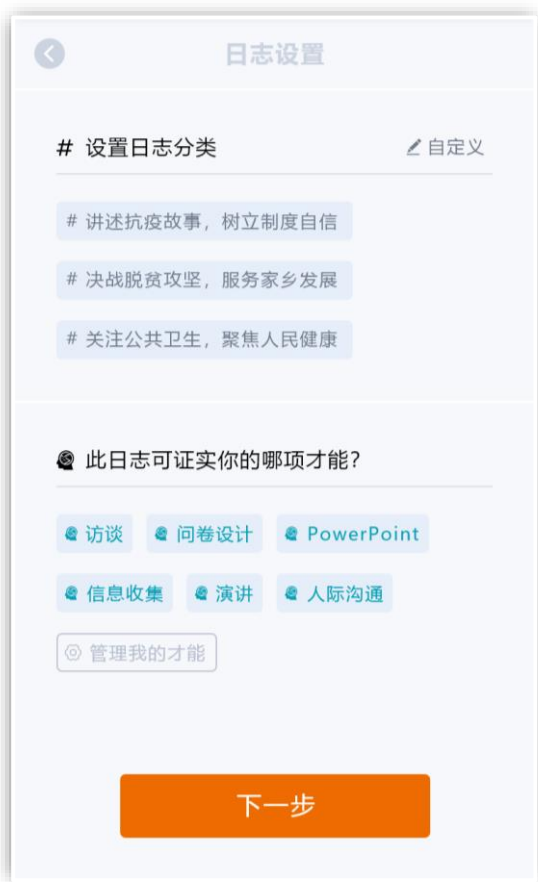 日志设置
# 设置日志分类 自定义
# 讲述抗疫故事，树立制度自信
# 决战脱贫攻坚，服务家乡发展
# 关注公共卫生，聚焦人民健康
此日志可证实你的哪项才能？
访谈 问卷设计 PowerPoint
信息收集 演讲 人际沟通
管理我的才能
下一步